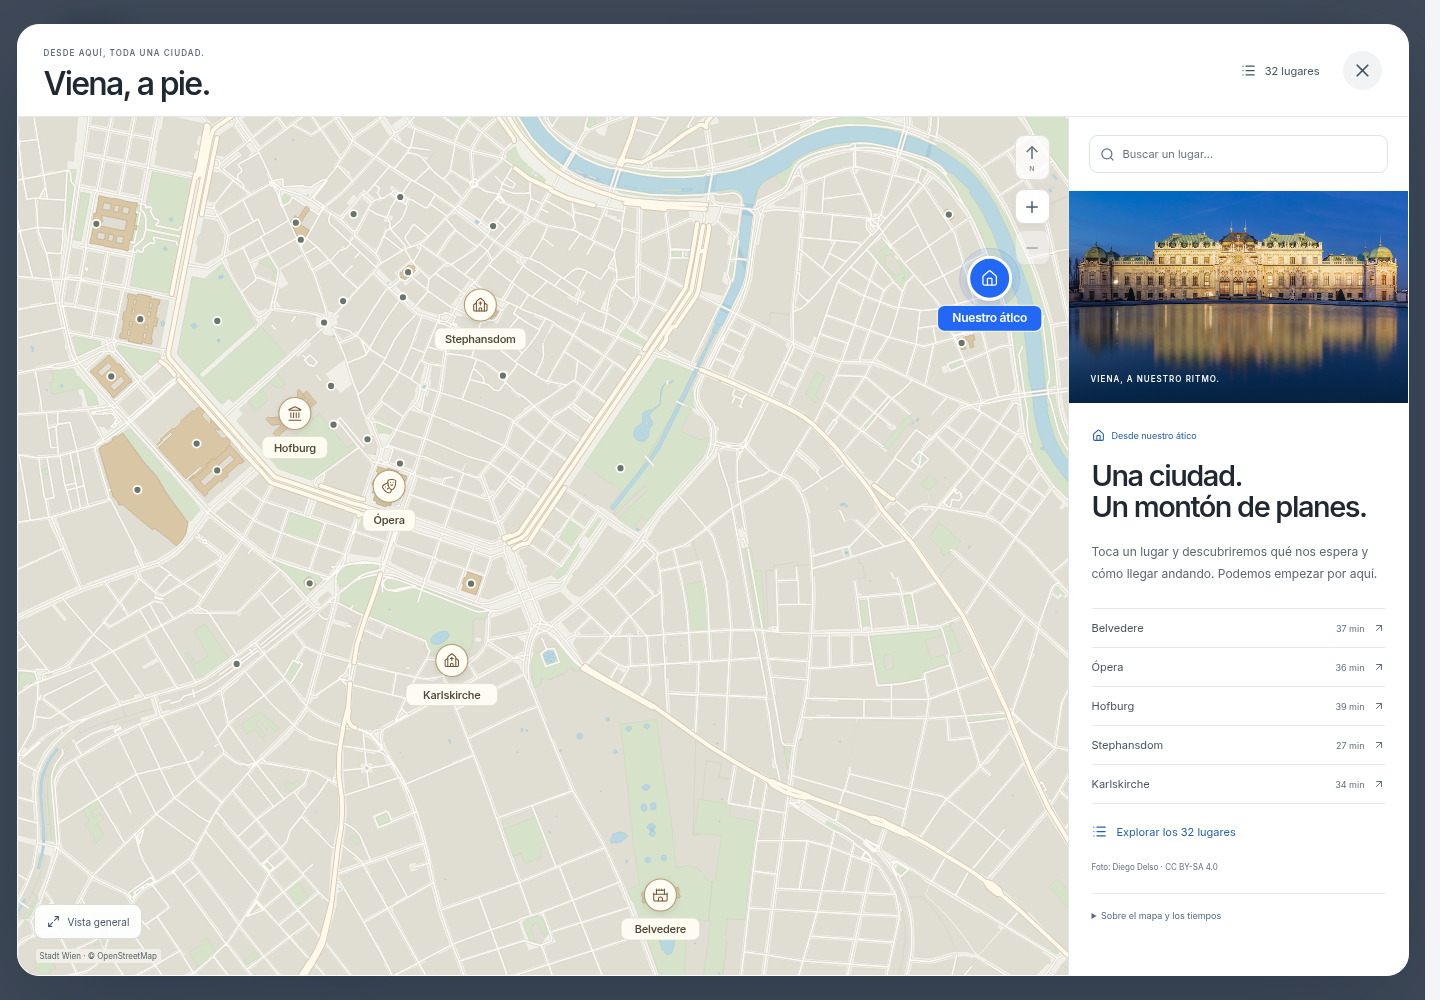 DESDE AQUÍ, TODA UNA CIUDAD.
Viena, a pie.
32 lugares
N
Nuestro ático
Stephansdom
Hofburg
Ópera
Karlskirche
Belvedere
Vista general
Stadt Wien · © OpenStreetMap
Buscar un lugar...
VIENA, A NUESTRO RITMO.
Desde nuestro ático
Una ciudad.
Un montón de planes.
Toca un lugar y descubriremos qué nos espera y
cómo llegar andando. Podemos empezar por aquí.
Belvedere 37 min
Ópera 36 min
Hofburg 39 min
Stephansdom 27 min
Karlskirche 34 min
Explorar los 32 lugares
Foto: Diego Delso · CC BY-SA 4.0
Sobre el mapa y los tiempos